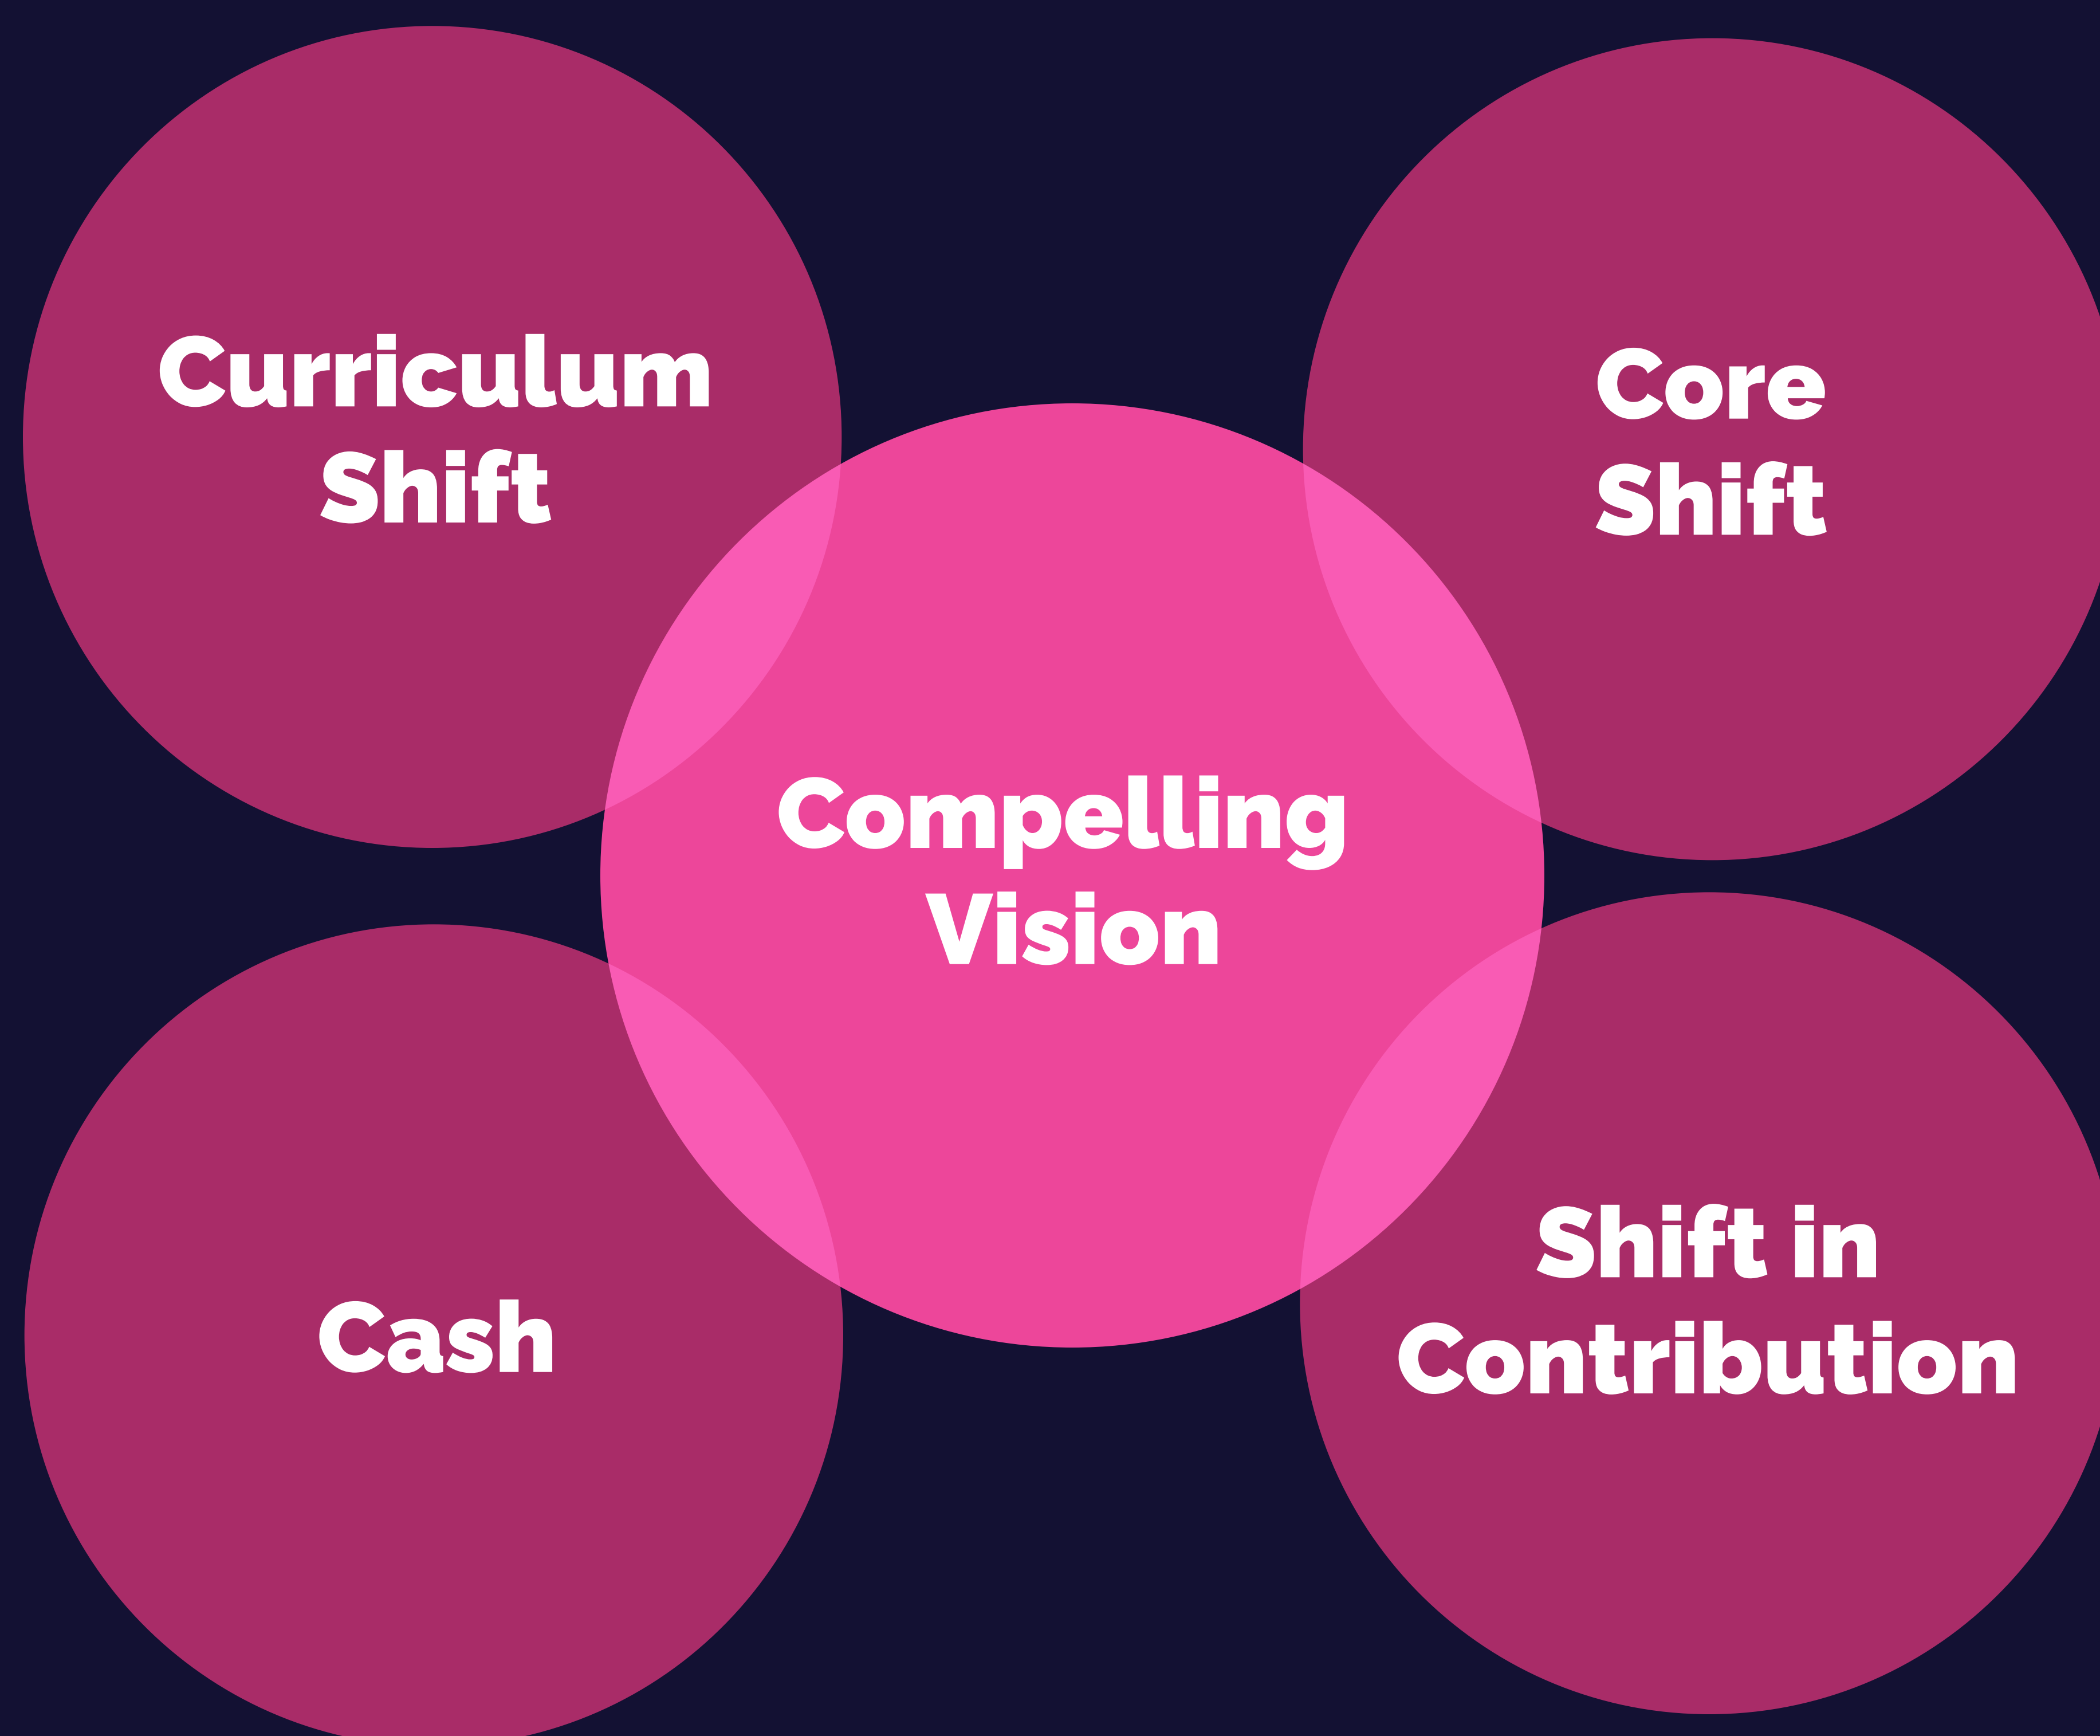 Curriculum
Shift
Core
Shift
Compelling
Vision
Cash
Shift in
Contribution